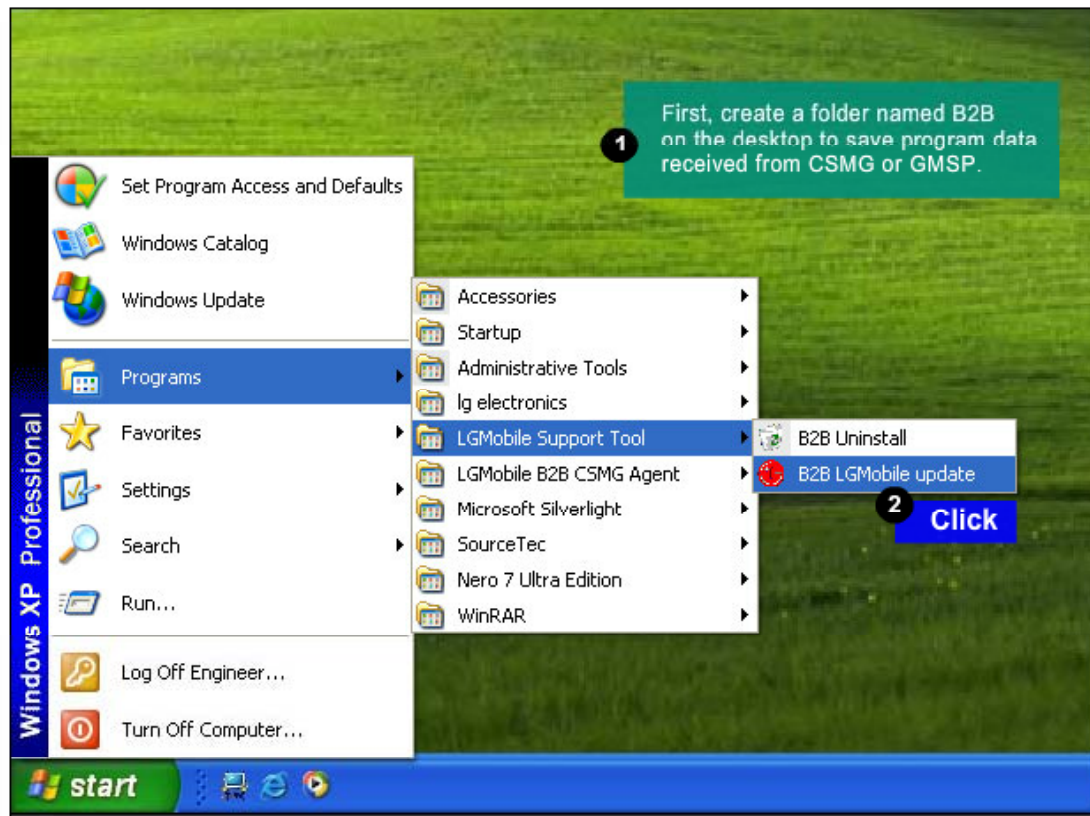 First, create a folder named B2B
on the desktop to save program data
received from CSMG or GMSP.
1
Set Program Access and Defaults
Windows Catalog
Windows Update
Programs
Favorites
Settings
Search
Run...
Log Off Engineer...
Turn Off Computer...
Windows XP Professional
Accessories
Startup
Administrative Tools
lg electronics
LGMobile Support Tool
LGMobile B2B CSMG Agent
Microsoft Silverlight
SourceTec
Nero 7 Ultra Edition
WinRAR
B2B Uninstall
B2B LGMobile update
2
Click
start